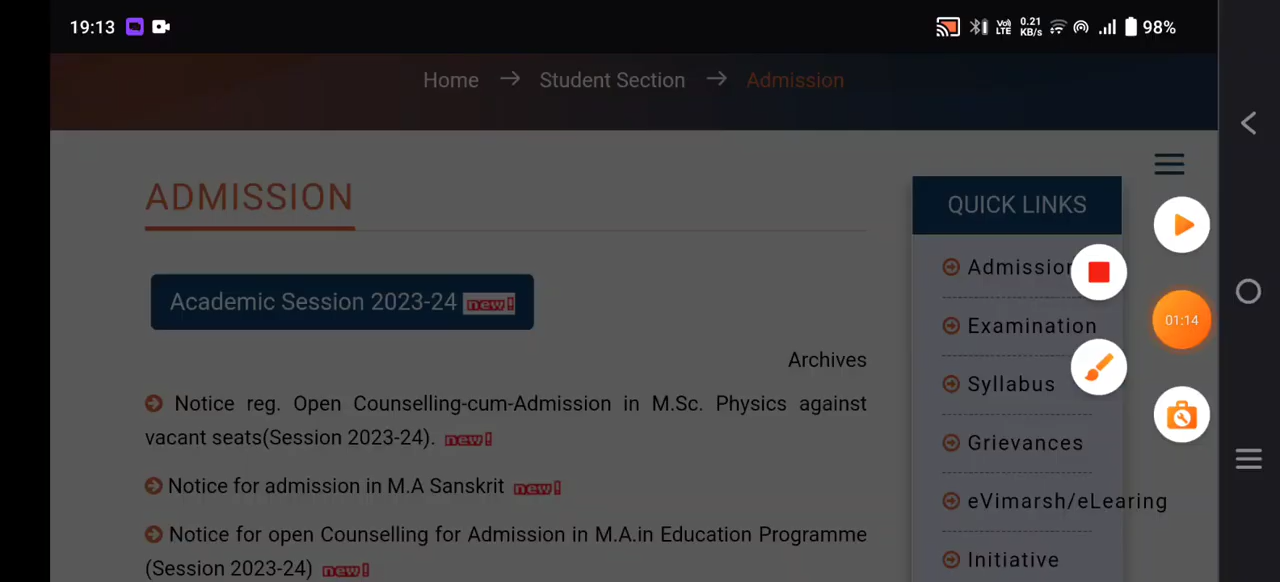 19:13 Vo) LTE 0.21 KB/s 98%
Home → Student Section → Admission
ADMISSION
Academic Session 2023-24 new!
Archives
Notice reg. Open Counselling-cum-Admission in M.Sc. Physics against
vacant seats(Session 2023-24). new!
Notice for admission in M.A Sanskrit new!
Notice for open Counselling for Admission in M.A.in Education Programme
(Session 2023-24) new!
QUICK LINKS
Admission
Examination
Syllabus
Grievances
eVimarsh/eLearing
Initiative
01:14